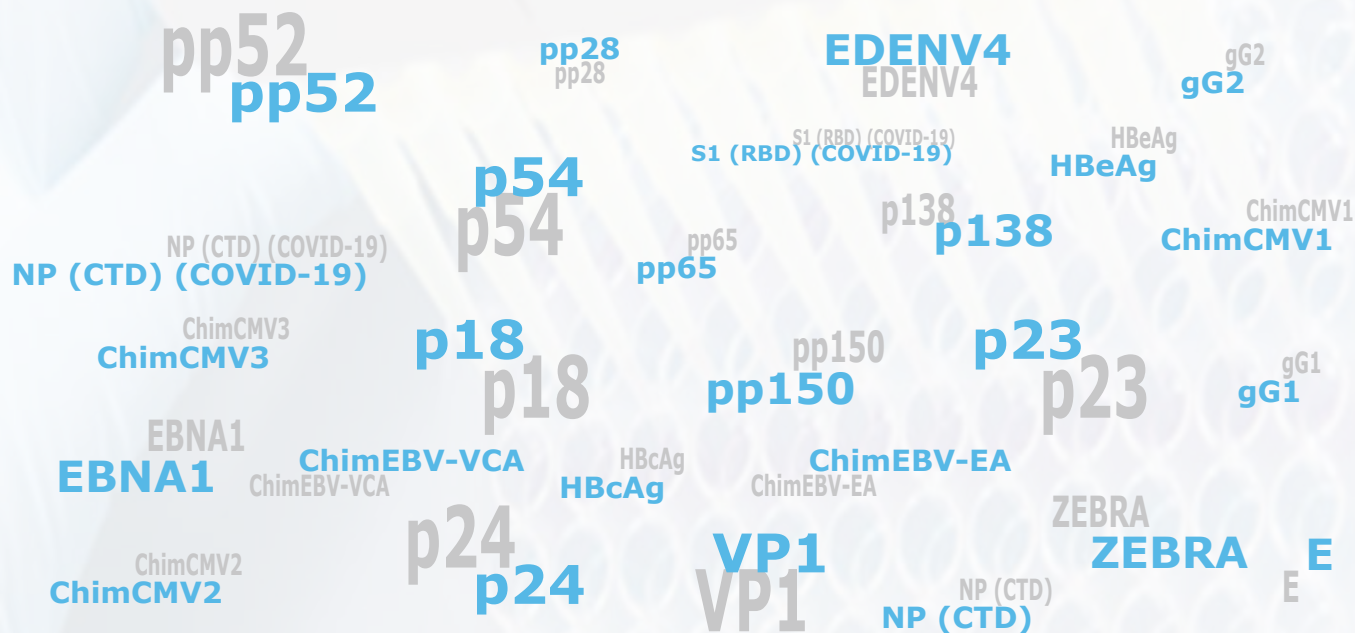 pp52
pp52
pp28
pp28
EDENV4
EDENV4
gG2
gG2
S1 (RBD) (COVID-19)
S1 (RBD) (COVID-19)
HBeAg
HBeAg
p54
p54
p138
p138
ChimCMV1
ChimCMV1
NP (CTD) (COVID-19)
NP (CTD) (COVID-19)
pp65
pp65
ChimCMV3
ChimCMV3
p18
p18
pp150
pp150
p23
p23
gG1
gG1
EBNA1
EBNA1
ChimEBV-VCA
ChimEBV-VCA
HBcAg
HBcAg
ChimEBV-EA
ChimEBV-EA
ZEBRA
ZEBRA
p24
p24
VP1
VP1
E
E
ChimCMV2
ChimCMV2
NP (CTD)
NP (CTD)